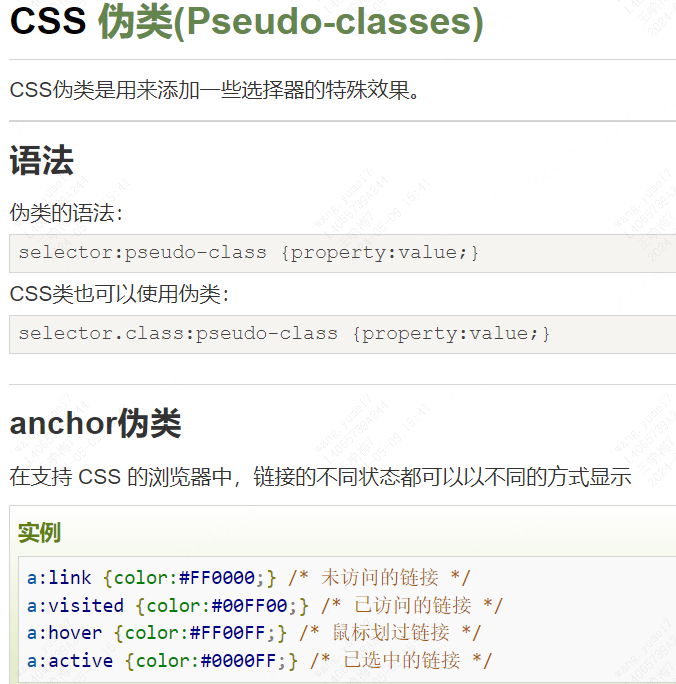 CSS 伪类(Pseudo-classes)
CSS伪类是用来添加一些选择器的特殊效果。
语法
伪类的语法：
selector:pseudo-class {property:value;}
CSS类也可以使用伪类：
selector.class:pseudo-class {property:value;}
anchor伪类
在支持 CSS 的浏览器中，链接的不同状态都可以以不同的方式显示
实例
a:link {color:#FF0000;} /* 未访问的链接 */
a:visited {color:#00FF00;} /* 已访问的链接 */
a:hover {color:#FF00FF;} /* 鼠标划过链接 */
a:active {color:#0000FF;} /* 已选中的链接 */